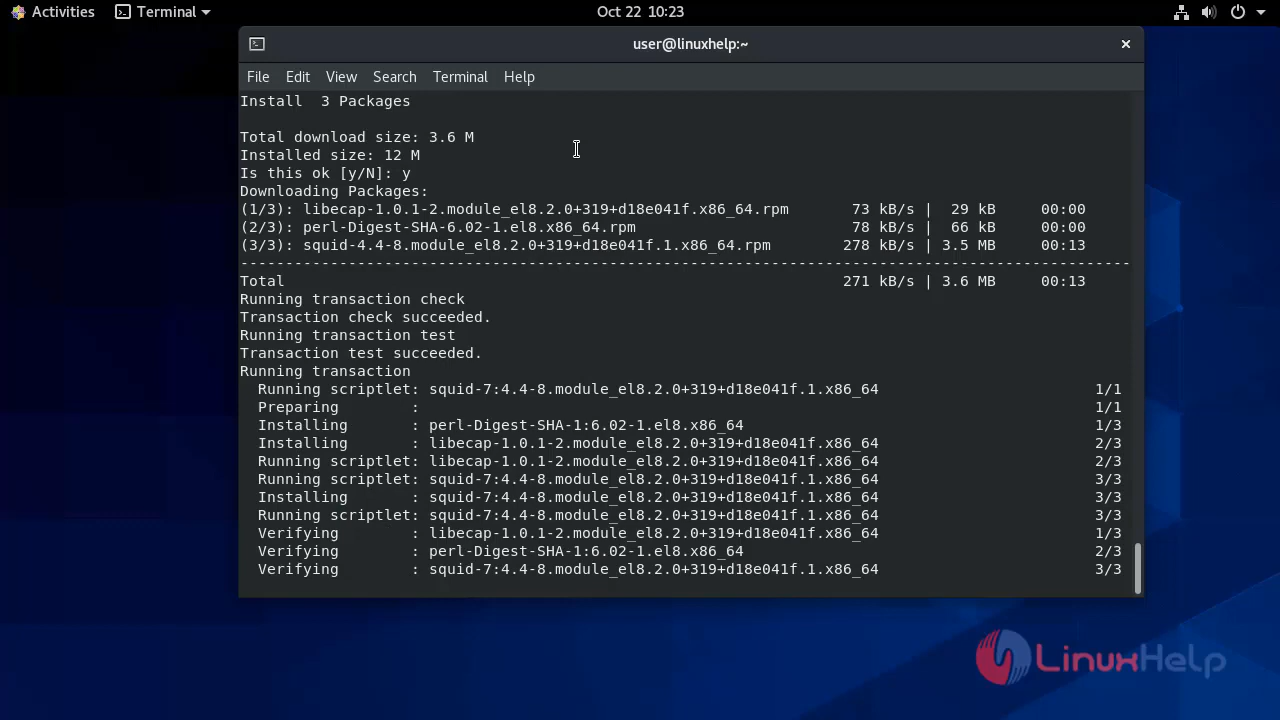 Activities Terminal Oct 22 10:23
user@linuxhelp:~
File Edit View Search Terminal Help
Install  3 Packages
Total download size: 3.6 M
Installed size: 12 M
Is this ok [y/N]: y
Downloading Packages:
(1/3): libecap-1.0.1-2.module_el8.2.0+319+d18e041f.x86_64.rpm       73 kB/s |  29 kB     00:00
(2/3): perl-Digest-SHA-6.02-1.el8.x86_64.rpm                        78 kB/s |  66 kB     00:00
(3/3): squid-4.4-8.module_el8.2.0+319+d18e041f.1.x86_64.rpm        278 kB/s | 3.5 MB     00:13
---------------------------------------------------------------------------------------------------
Total                                                              271 kB/s | 3.6 MB     00:13
Running transaction check
Transaction check succeeded.
Running transaction test
Transaction test succeeded.
Running transaction
  Running scriptlet: squid-7:4.4-8.module_el8.2.0+319+d18e041f.1.x86_64                        1/1
  Preparing        :                                                                           1/1
  Installing       : perl-Digest-SHA-1:6.02-1.el8.x86_64                                       1/3
  Installing       : libecap-1.0.1-2.module_el8.2.0+319+d18e041f.x86_64                        2/3
  Running scriptlet: libecap-1.0.1-2.module_el8.2.0+319+d18e041f.x86_64                        2/3
  Running scriptlet: squid-7:4.4-8.module_el8.2.0+319+d18e041f.1.x86_64                        3/3
  Installing       : squid-7:4.4-8.module_el8.2.0+319+d18e041f.1.x86_64                        3/3
  Running scriptlet: squid-7:4.4-8.module_el8.2.0+319+d18e041f.1.x86_64                        3/3
  Verifying        : libecap-1.0.1-2.module_el8.2.0+319+d18e041f.x86_64                        1/3
  Verifying        : perl-Digest-SHA-1:6.02-1.el8.x86_64                                       2/3
  Verifying        : squid-7:4.4-8.module_el8.2.0+319+d18e041f.1.x86_64                        3/3
LinuxHelp